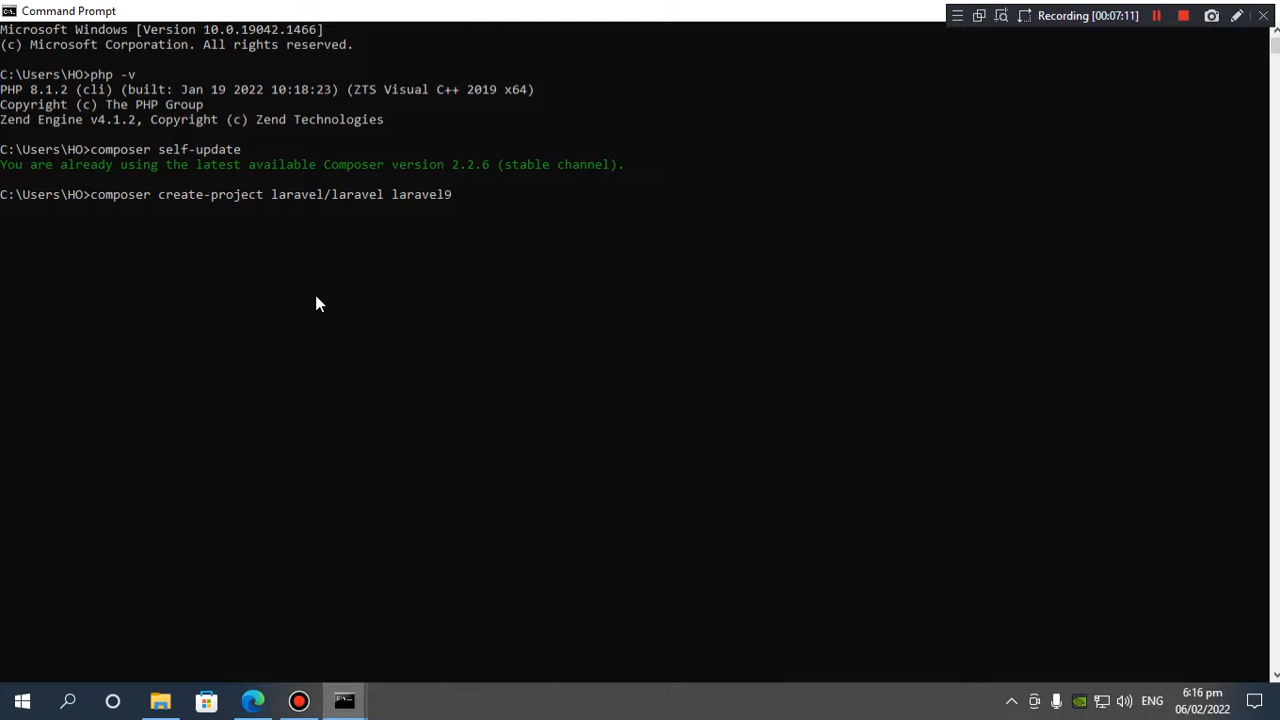 Command Prompt
Recording [00:07:11]
Microsoft Windows [Version 10.0.19042.1466]
(c) Microsoft Corporation. All rights reserved.
C:\Users\HO>php -v
PHP 8.1.2 (cli) (built: Jan 19 2022 10:18:23) (ZTS Visual C++ 2019 x64)
Copyright (c) The PHP Group
Zend Engine v4.1.2, Copyright (c) Zend Technologies
C:\Users\HO>composer self-update
You are already using the latest available Composer version 2.2.6 (stable channel).
C:\Users\HO>composer create-project laravel/laravel laravel9
ENG
6:16 pm
06/02/2022